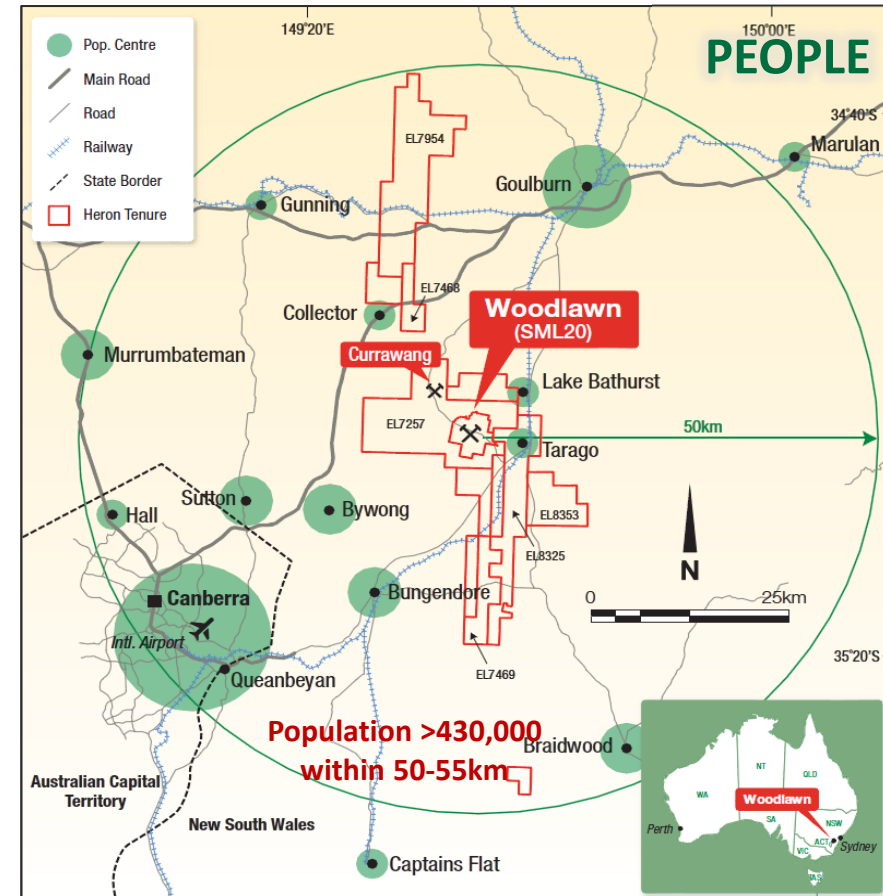 149°20'E
150°00'E
PEOPLE
Pop. Centre
Main Road
Road
Railway
State Border
Heron Tenure
34°40'S
Marulan
EL7954
Goulburn
Gunning
EL7468
Collector
Woodlawn
(SML20)
Murrumbateman
Currawang
Lake Bathurst
EL7257
50km
Tarago
Sutton
Bywong
Hall
EL8353
EL8325
N
Bungendore
Canberra
0
25km
Intl. Airport
35°20'S
Queanbeyan
EL7469
Population >430,000
within 50-55km
Braidwood
Australian Capital
Territory
New South Wales
Captains Flat
NT
QLD
WA
Woodlawn
SA
NSW
Perth
ACT
Sydney
VIC
TAS